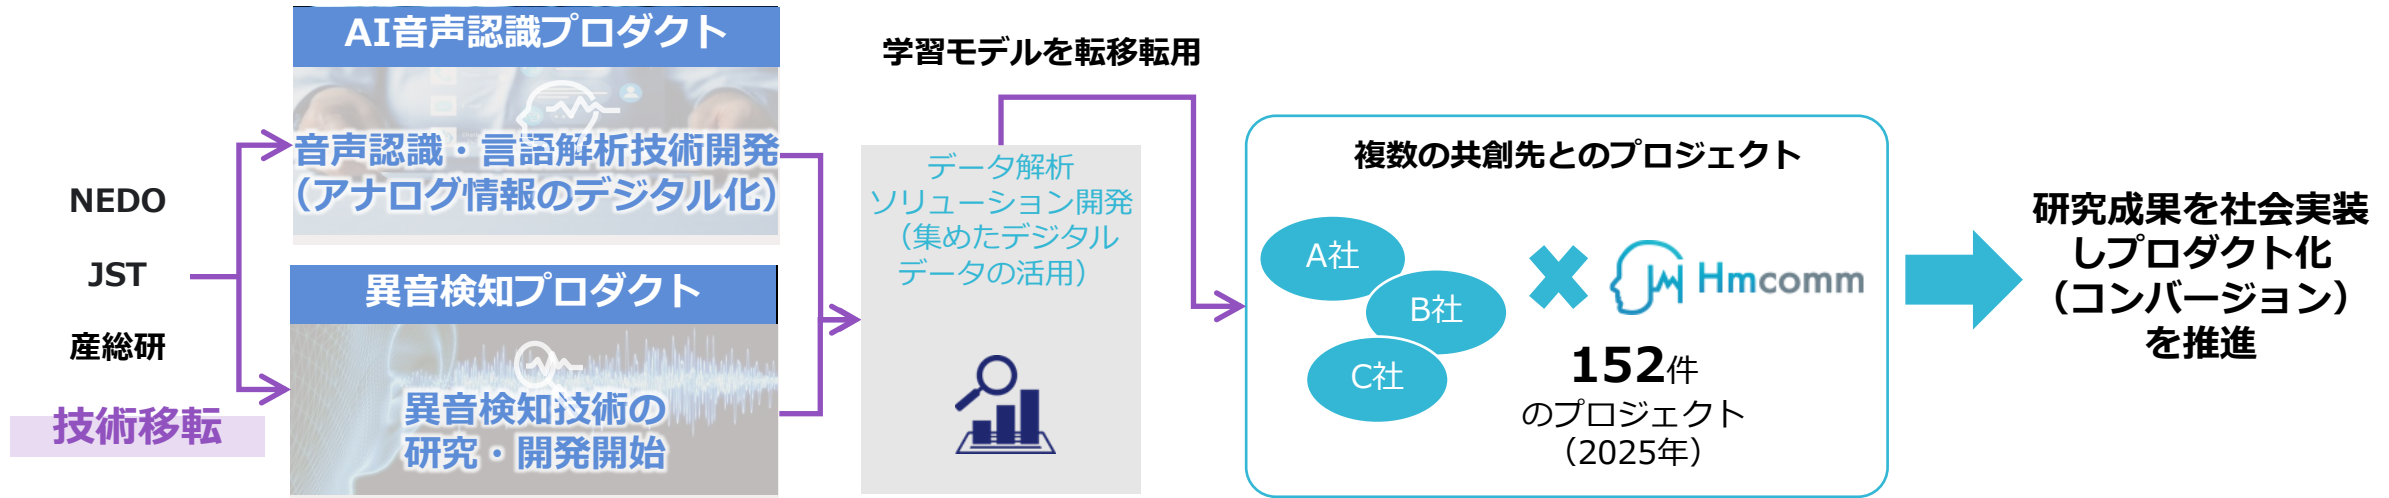 NEDO
JST
産総研
技術移転
AI音声認識プロダクト
音声認識・言語解析技術開発
（アナログ情報のデジタル化）
異音検知プロダクト
異音検知技術の
研究・開発開始
学習モデルを転移転用
データ解析
ソリューション開発
（集めたデジタル
データの活用）
複数の共創先とのプロジェクト
A社
B社
C社
Hmcomm
152件
のプロジェクト
（2025年）
研究成果を社会実装
しプロダクト化
（コンバージョン）
を推進